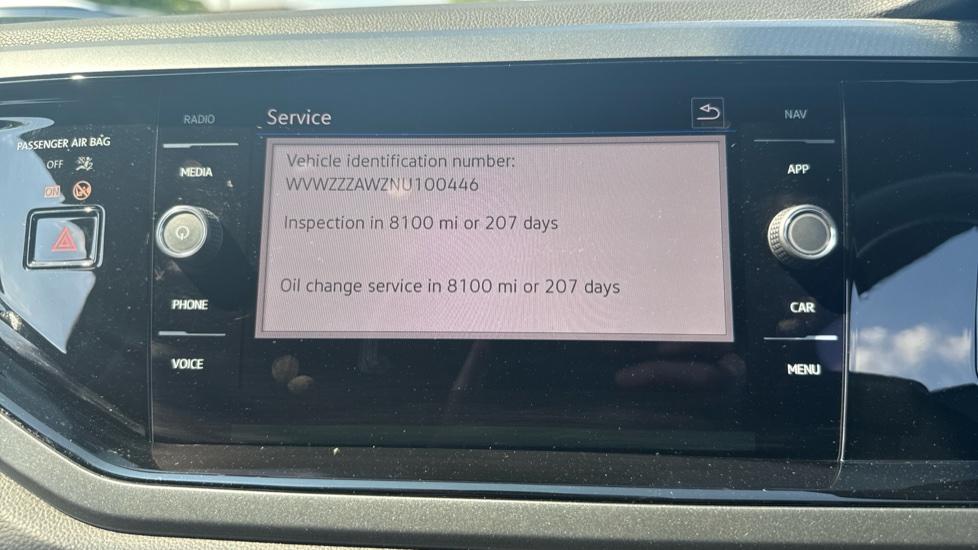 RADIO
Service
NAV
PASSENGER AIR BAG
OFF
ON
MEDIA
APP
Vehicle identification number:
WVWZZZAWZNU100446
Inspection in 8100 mi or 207 days
Oil change service in 8100 mi or 207 days
PHONE
CAR
VOICE
MENU